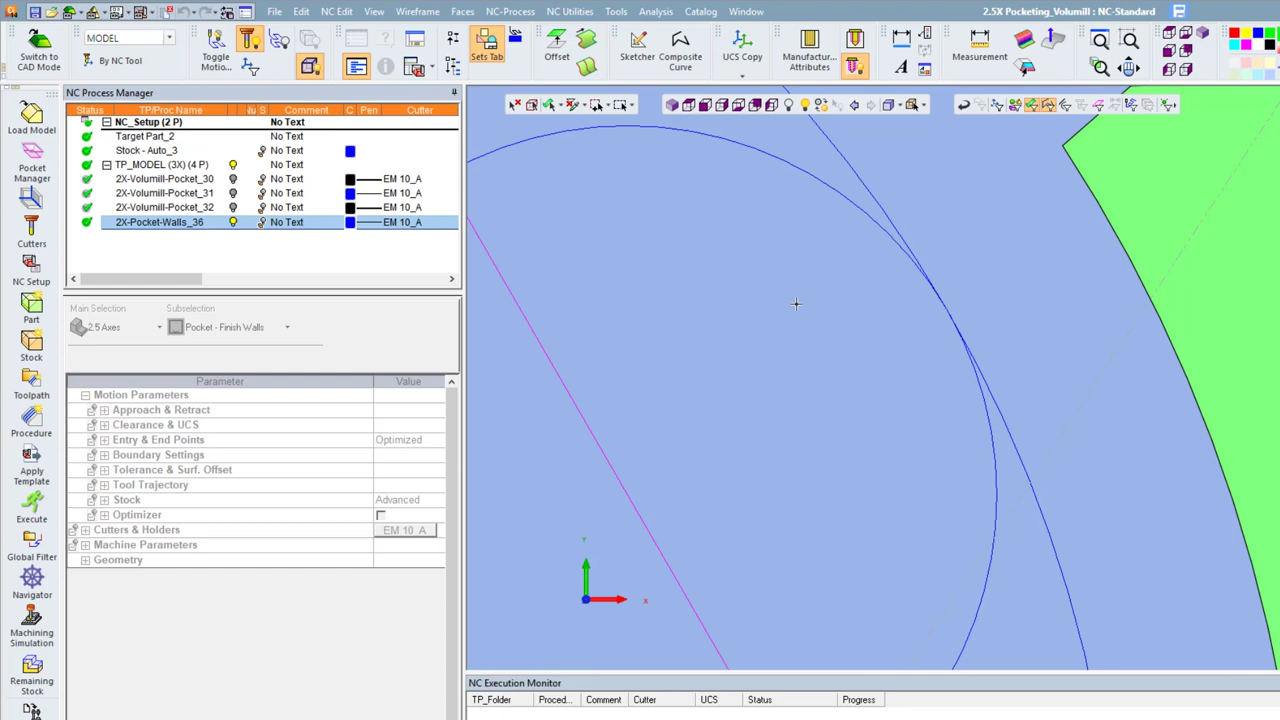 File Edit View Wireframe Faces NC-Process NC Utilities Tools Analysis Catalog Window
2.5X Pocketing_Volumill : NC-Standard
Switch to CAD Mode
MODEL
By NC Tool
Toggle Motio...
Sets Tab
Offset
Sketcher
Composite Curve
UCS Copy
Manufactur... Attributes
Measurement
NC Process Manager
Status TP/Proc Name Nu S Comment C Pen Cutter
NC_Setup (2 P) No Text
Target Part_2 No Text
Stock - Auto_3 No Text
TP_MODEL (3X) (4 P) No Text
2X-Volumill-Pocket_30 No Text EM 10_A
2X-Volumill-Pocket_31 No Text EM 10_A
2X-Volumill-Pocket_32 No Text EM 10_A
2X-Pocket-Walls_36 No Text EM 10_A
Main Selection Subselection
2.5 Axes Pocket - Finish Walls
Parameter Value
Motion Parameters
Approach & Retract
Clearance & UCS
Entry & End Points Optimized
Boundary Settings
Tolerance & Surf. Offset
Tool Trajectory
Stock Advanced
Optimizer
Cutters & Holders EM 10_A
Machine Parameters
Geometry
Load Model
Pocket Manager
Cutters
NC Setup
Part
Stock
Toolpath
Procedure
Apply Template
Execute
Global Filter
Navigator
Machining Simulation
Remaining Stock
Y
X
NC Execution Monitor
TP_Folder Proced... Comment Cutter UCS Status Progress